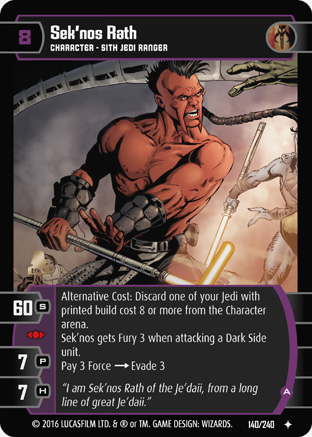 8
Sek'nos Rath
CHARACTER - SITH JEDI RANGER
60 S
7 P
7 H
Alternative Cost: Discard one of your Jedi with
printed build cost 8 or more from the Character
arena.
Sek'nos gets Fury 3 when attacking a Dark Side
unit.
Pay 3 Force → Evade 3
"I am Sek'nos Rath of the Je'daii, from a long
line of great Je'daii."
A
© 2016 LUCASFILM LTD. & ® or TM. GAME DESIGN: WIZARDS.
140/240